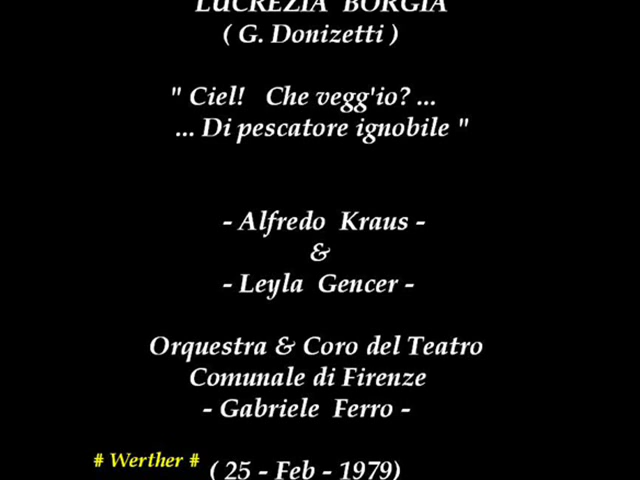 LUCREZIA BORGIA
( G. Donizetti )
" Ciel! Che vegg'io? ...
... Di pescatore ignobile "
- Alfredo Kraus -
&
- Leyla Gencer -
Orquestra & Coro del Teatro
Comunale di Firenze
- Gabriele Ferro -
# Werther #
( 25 - Feb - 1979)